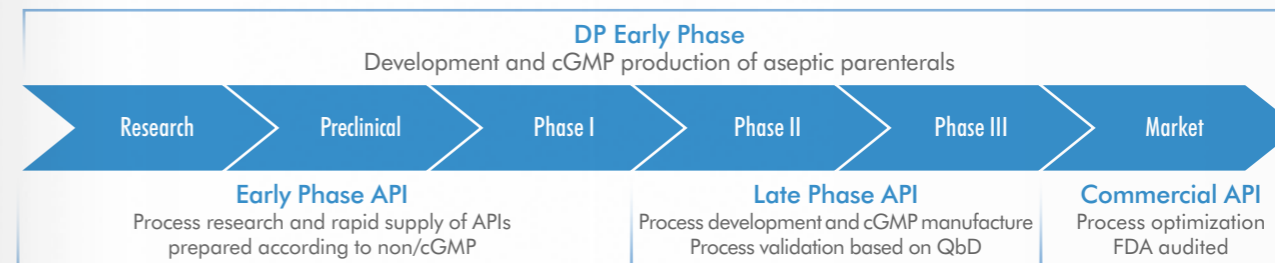 DP Early Phase
Development and cGMP production of aseptic parenterals
Research
Preclinical
Phase I
Phase II
Phase III
Market
Early Phase API
Process research and rapid supply of APIs
prepared according to non/cGMP
Late Phase API
Process development and cGMP manufacture
Process validation based on QbD
Commercial API
Process optimization
FDA audited